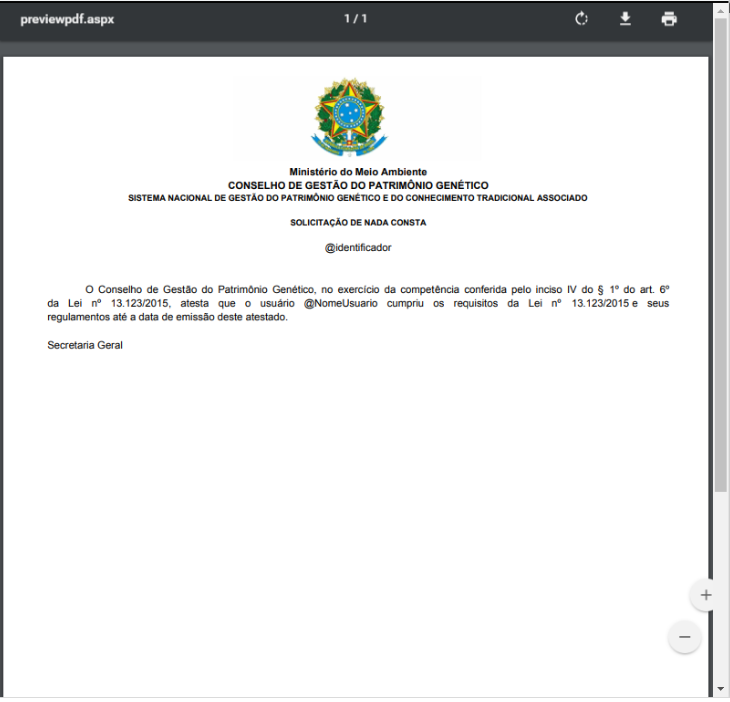 previewpdf.aspx
1 / 1
Ministério do Meio Ambiente
CONSELHO DE GESTÃO DO PATRIMÔNIO GENÉTICO
SISTEMA NACIONAL DE GESTÃO DO PATRIMÔNIO GENÉTICO E DO CONHECIMENTO TRADICIONAL ASSOCIADO
SOLICITAÇÃO DE NADA CONSTA
@identificador
O Conselho de Gestão do Patrimônio Genético, no exercício da competência conferida pelo inciso IV do § 1º do art. 6º
da Lei nº 13.123/2015, atesta que o usuário @NomeUsuario cumpriu os requisitos da Lei nº 13.123/2015 e seus
regulamentos até a data de emissão deste atestado.
Secretaria Geral